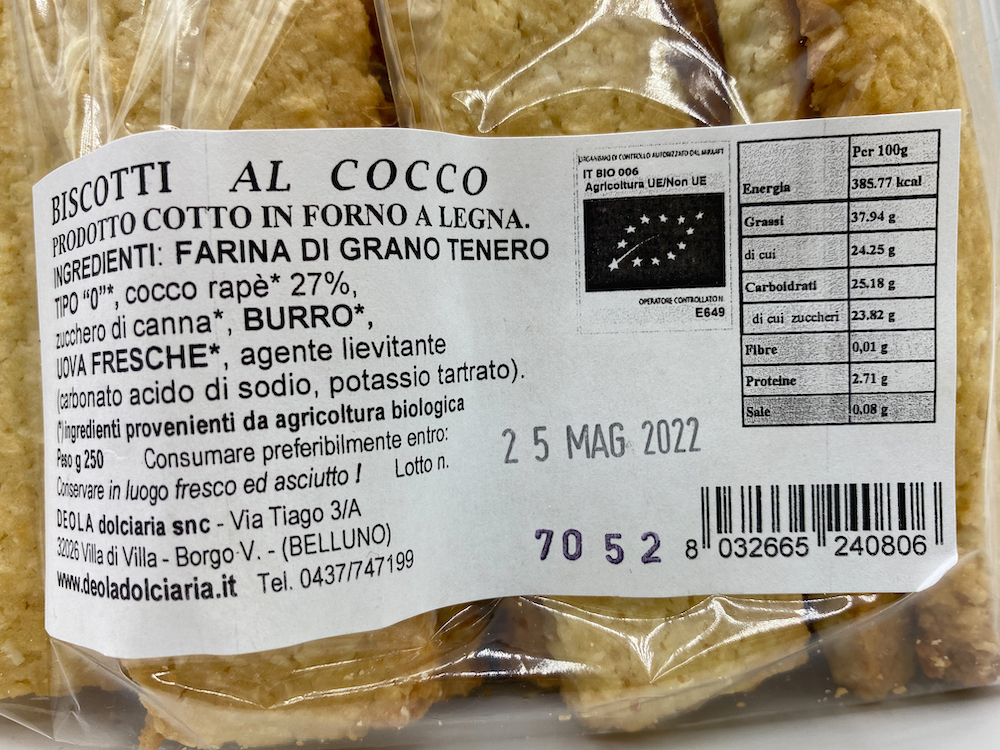 BISCOTTI AL COCCO
PRODOTTO COTTO IN FORNO A LEGNA.
INGREDIENTI: FARINA DI GRANO TENERO
TIPO “0”*, cocco rapè* 27%,
zucchero di canna*, BURRO*,
UOVA FRESCHE*, agente lievitante
(carbonato acido di sodio, potassio tartrato).
(*)Ingredienti provenienti da agricoltura biologica
Peso g 250 Consumare preferibilmente entro:
Conservare in luogo fresco ed asciutto ! Lotto n.
DEOLA dolciaria snc - Via Tiago 3/A
32026 Villa di Villa - Borgo V. - (BELLUNO)
www.deoladolciaria.it Tel. 0437/747199
ORGANISMO DI CONTROLLO AUTORIZZATO DAL MIPAAFT
IT BIO 006
Agricoltura UE/Non UE
OPERATORE CONTROLLATO N
E649
Per 100g
Energia 385.77 kcal
Grassi 37.94 g
di cui 24.25 g
Carboidrati 25.18 g
di cui zuccheri 23.82 g
Fibre 0,01 g
Proteine 2.71 g
Sale 0.08 g
25 MAG 2022
7052
8 032665 240806